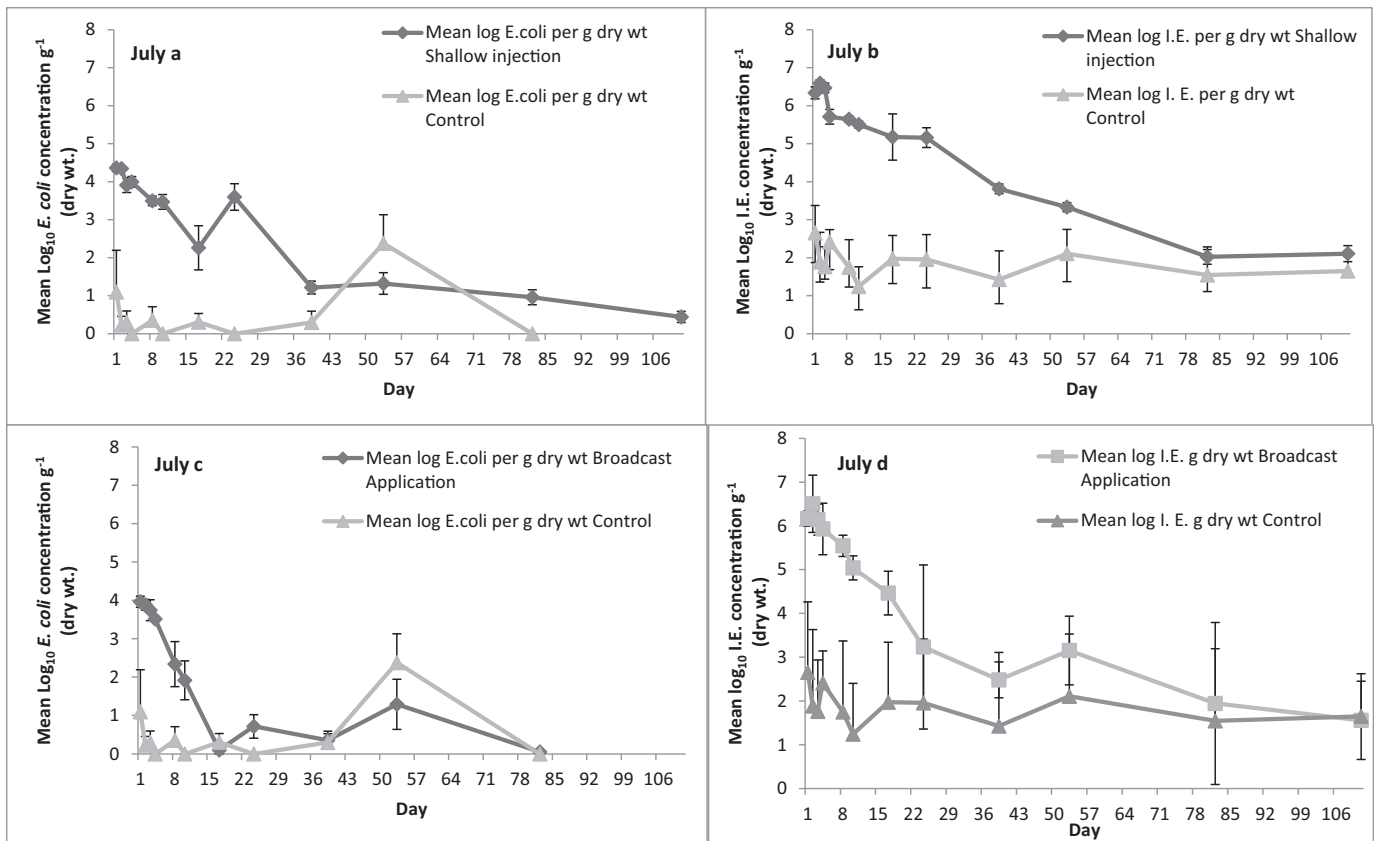 July a
Mean log E.coli per g dry wt
Shallow injection
Mean log E.coli per g dry wt
Control
Mean Log₁₀ E. coli concentration g⁻¹
(dry wt.)
8
7
6
5
4
3
2
1
0
1 8 15 22 29 36 43 50 57 64 71 78 85 92 99 106
Day
July b
Mean log I.E. per g dry wt Shallow
injection
Mean log I. E. per g dry wt
Control
Mean Log₁₀ I.E. concentration g⁻¹
(dry wt.)
8
7
6
5
4
3
2
1
0
1 8 15 22 29 36 43 50 57 64 71 78 85 92 99 106
Day
July c
Mean log E.coli per g dry wt Broadcast
Application
Mean log E.coli per g dry wt Control
Mean Log₁₀ E. coli concentration g⁻¹
(dry wt.)
8
7
6
5
4
3
2
1
0
1 8 15 22 29 36 43 50 57 64 71 78 85 92 99 106
Day
July d
Mean log I.E. g dry wt Broadcast
Application
Mean log I. E. g dry wt Control
Mean log₁₀ I.E. concentration g⁻¹
(dry wt.)
8
7
6
5
4
3
2
1
0
1 8 15 22 29 36 43 50 57 64 71 78 85 92 99 106
Day